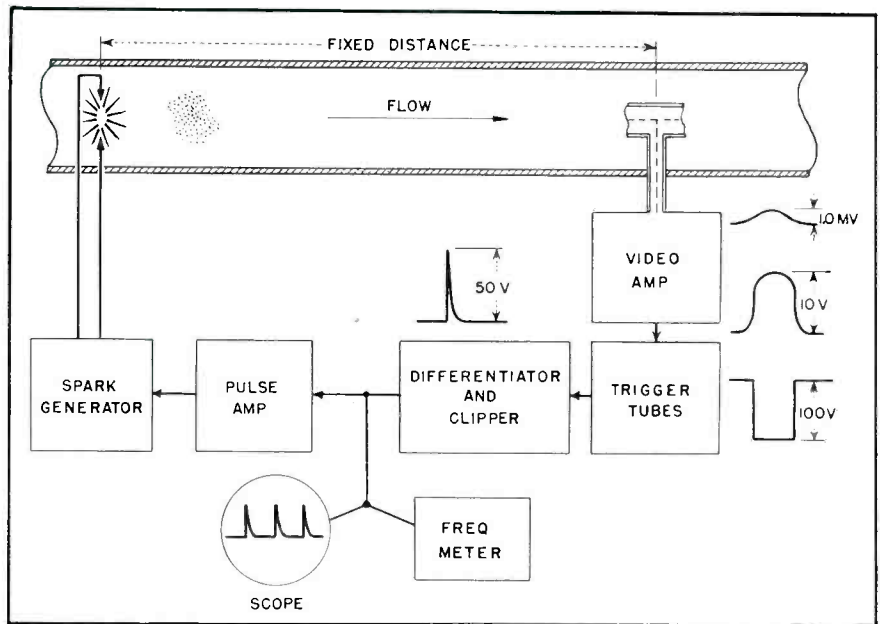 FIXED DISTANCE
FLOW
1.0 MV
VIDEO
AMP
50 V
10 V
SPARK
GENERATOR
PULSE
AMP
DIFFERENTIATOR
AND
CLIPPER
TRIGGER
TUBES
100 V
FREQ
METER
SCOPE